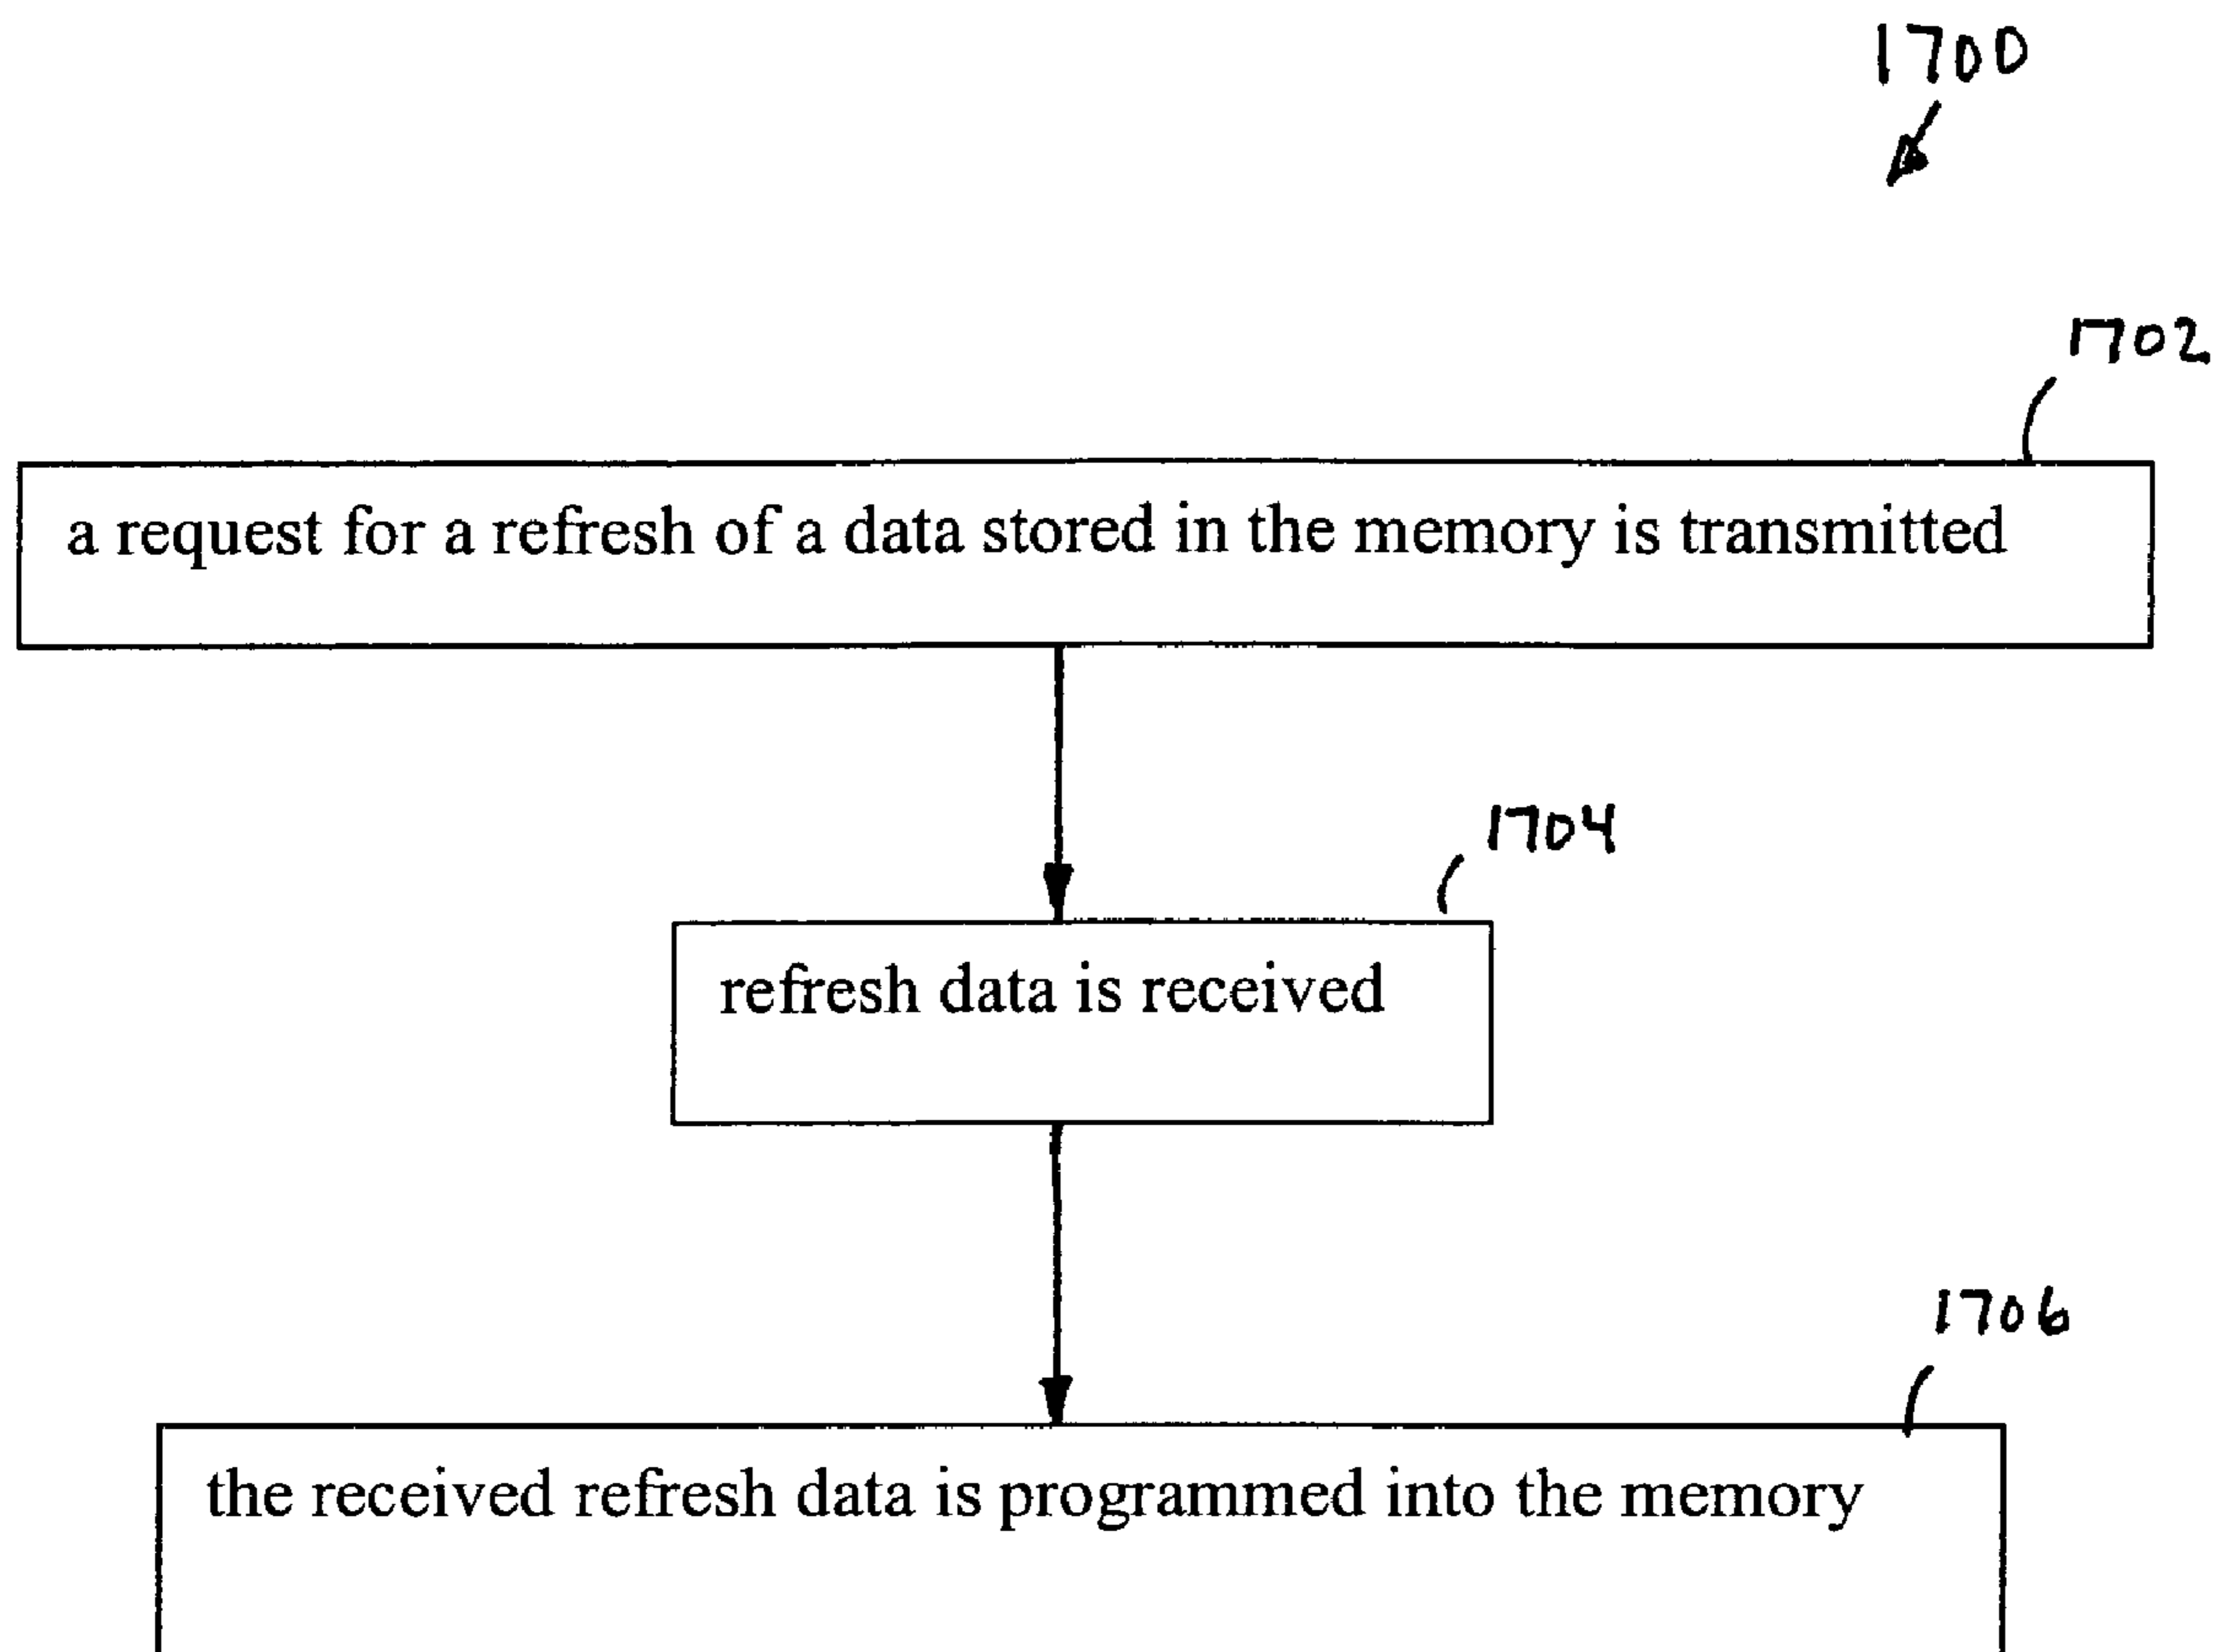 1700
1702
a request for a refresh of a data stored in the memory is transmitted
1704
refresh data is received
1706
the received refresh data is programmed into the memory